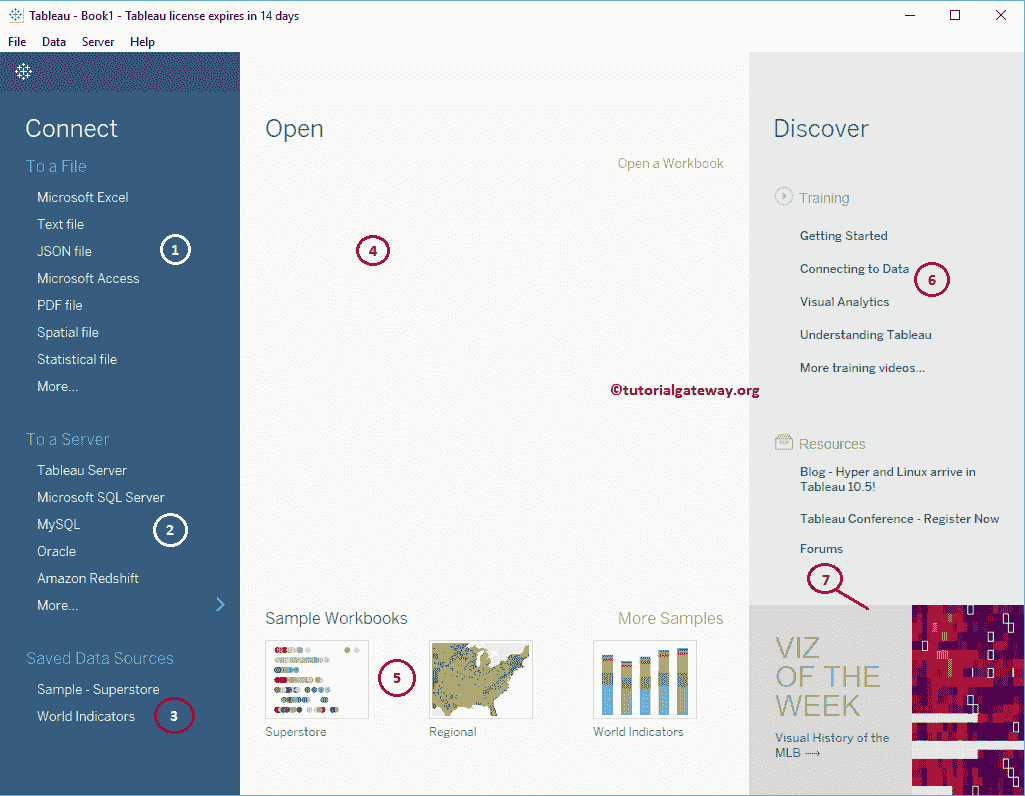 Tableau - Book1 - Tableau license expires in 14 days
File Data Server Help
Connect
To a File
Microsoft Excel
Text file
JSON file
1
Microsoft Access
PDF file
Spatial file
Statistical file
More...
To a Server
Tableau Server
Microsoft SQL Server
MySQL
2
Oracle
Amazon Redshift
More...
Saved Data Sources
Sample - Superstore
World Indicators
3
Open
Open a Workbook
4
©tutorialgateway.org
Sample Workbooks
More Samples
5
Superstore
Regional
World Indicators
Discover
Training
Getting Started
Connecting to Data
6
Visual Analytics
Understanding Tableau
More training videos...
Resources
Blog - Hyper and Linux arrive in
Tableau 10.5!
Tableau Conference - Register Now
Forums
7
VIZ
OF THE
WEEK
Visual History of the
MLB →